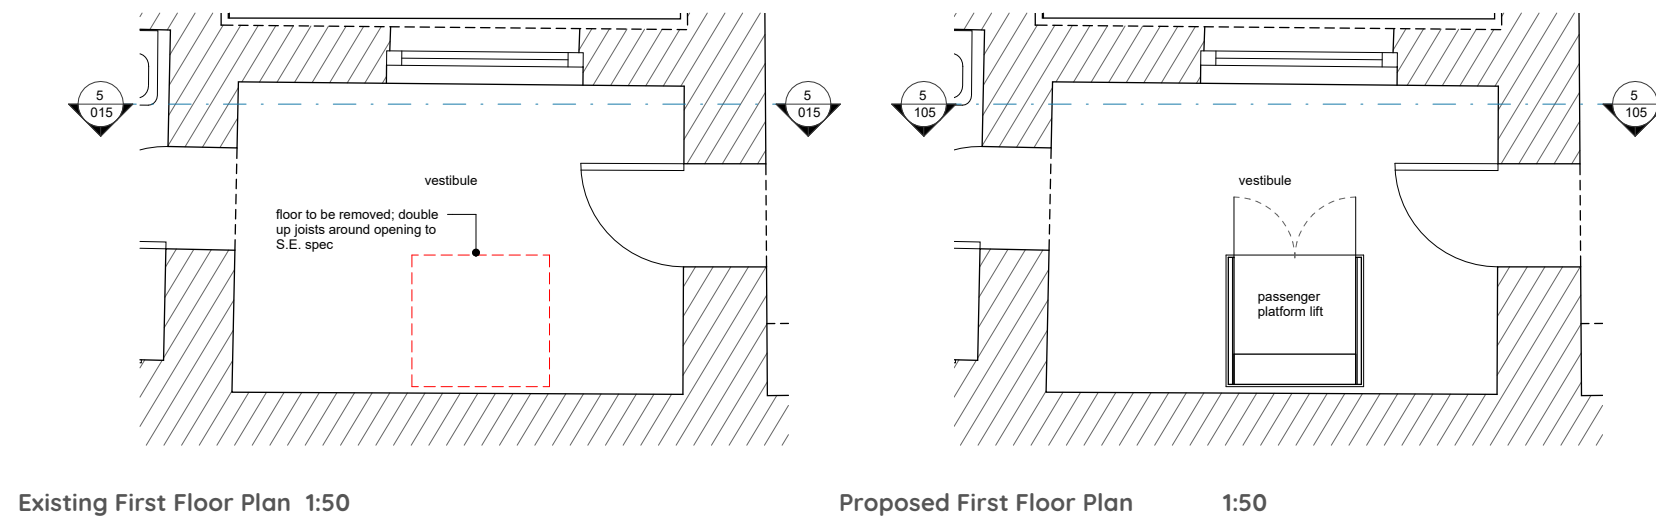 5
015
5
015
vestibule
floor to be removed; double
up joists around opening to
S.E. spec
Existing First Floor Plan 1:50
5
105
5
105
vestibule
passenger
platform lift
Proposed First Floor Plan 1:50